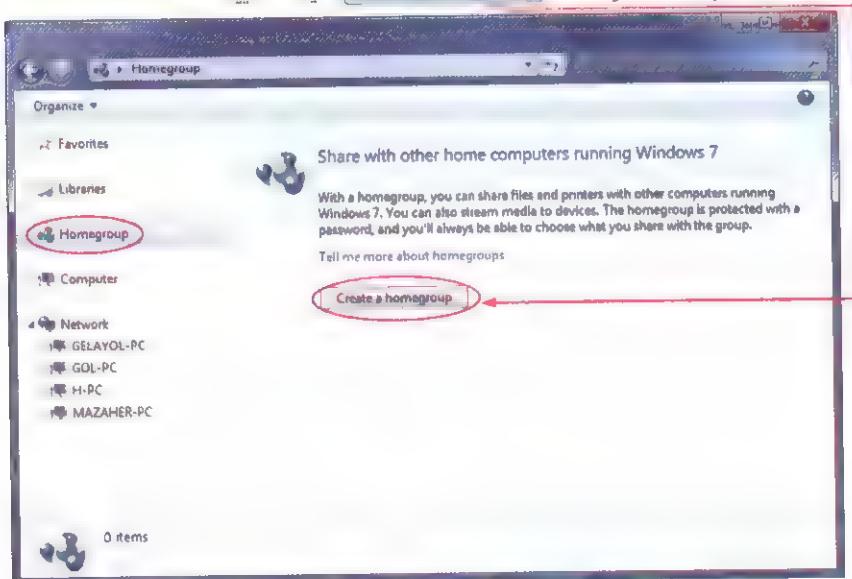 Homegroup
Organize
Favorites
Libraries
Homegroup
Computer
Network
GELAYOL-PC
GOL-PC
H-PC
MAZAHER-PC
Share with other home computers running Windows 7
With a homegroup, you can share files and printers with other computers running
Windows 7. You can also stream media to devices. The homegroup is protected with a
password, and you'll always be able to choose what you share with the group.
Tell me more about homegroups
Create a homegroup
0 items